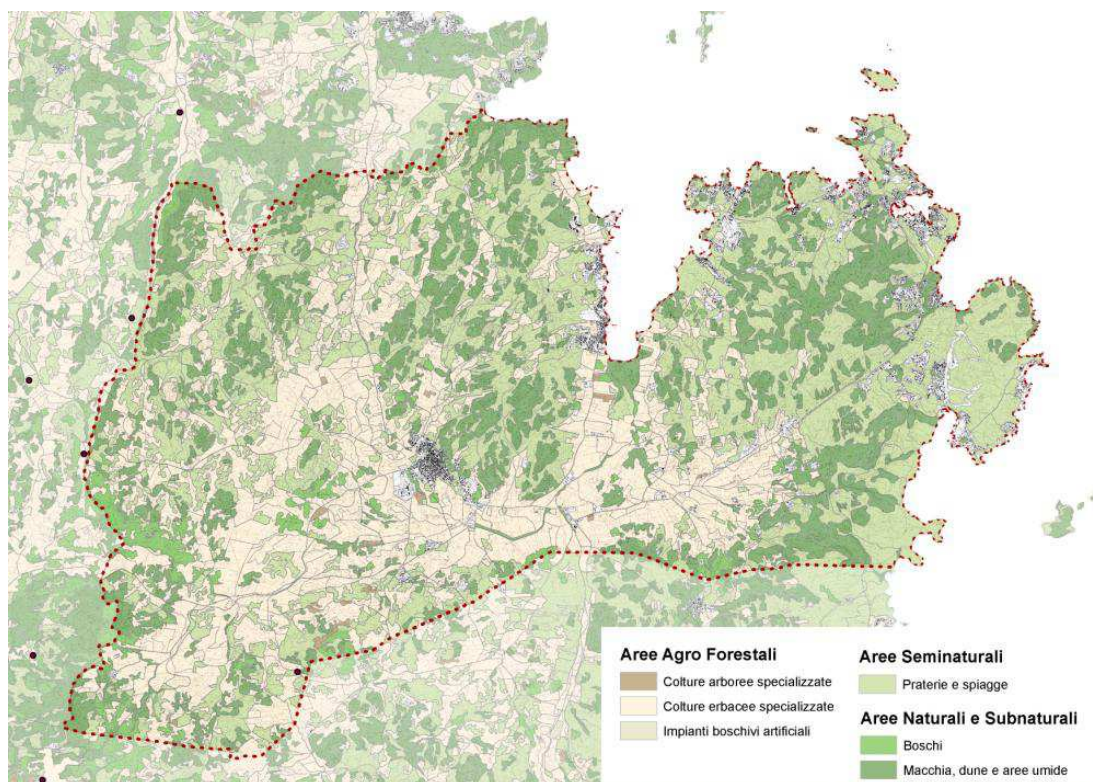 Aree Agro Forestali
Colture arboree specializzate
Colture erbacee specializzate
Impianti boschivi artificiali
Aree Seminaturali
Praterie e spiagge
Aree Naturali e Subnaturali
Boschi
Macchia, dune e aree umide